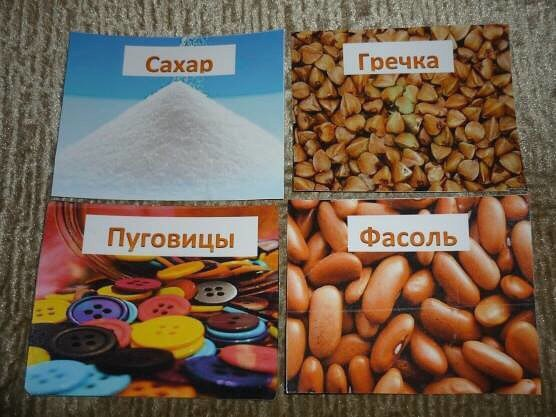 Сахар
Гречка
Пуговицы
Фасоль